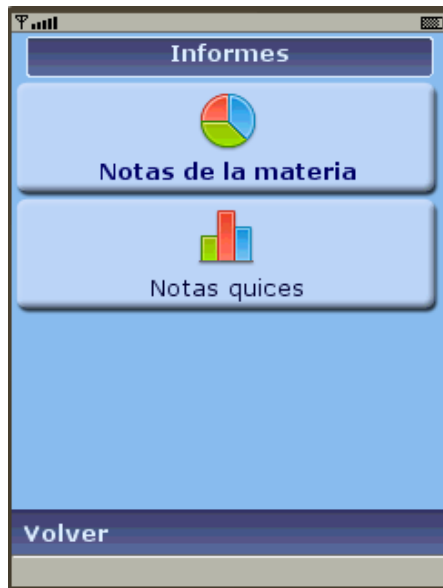 Informes
Notas de la materia
Notas quices
Volver